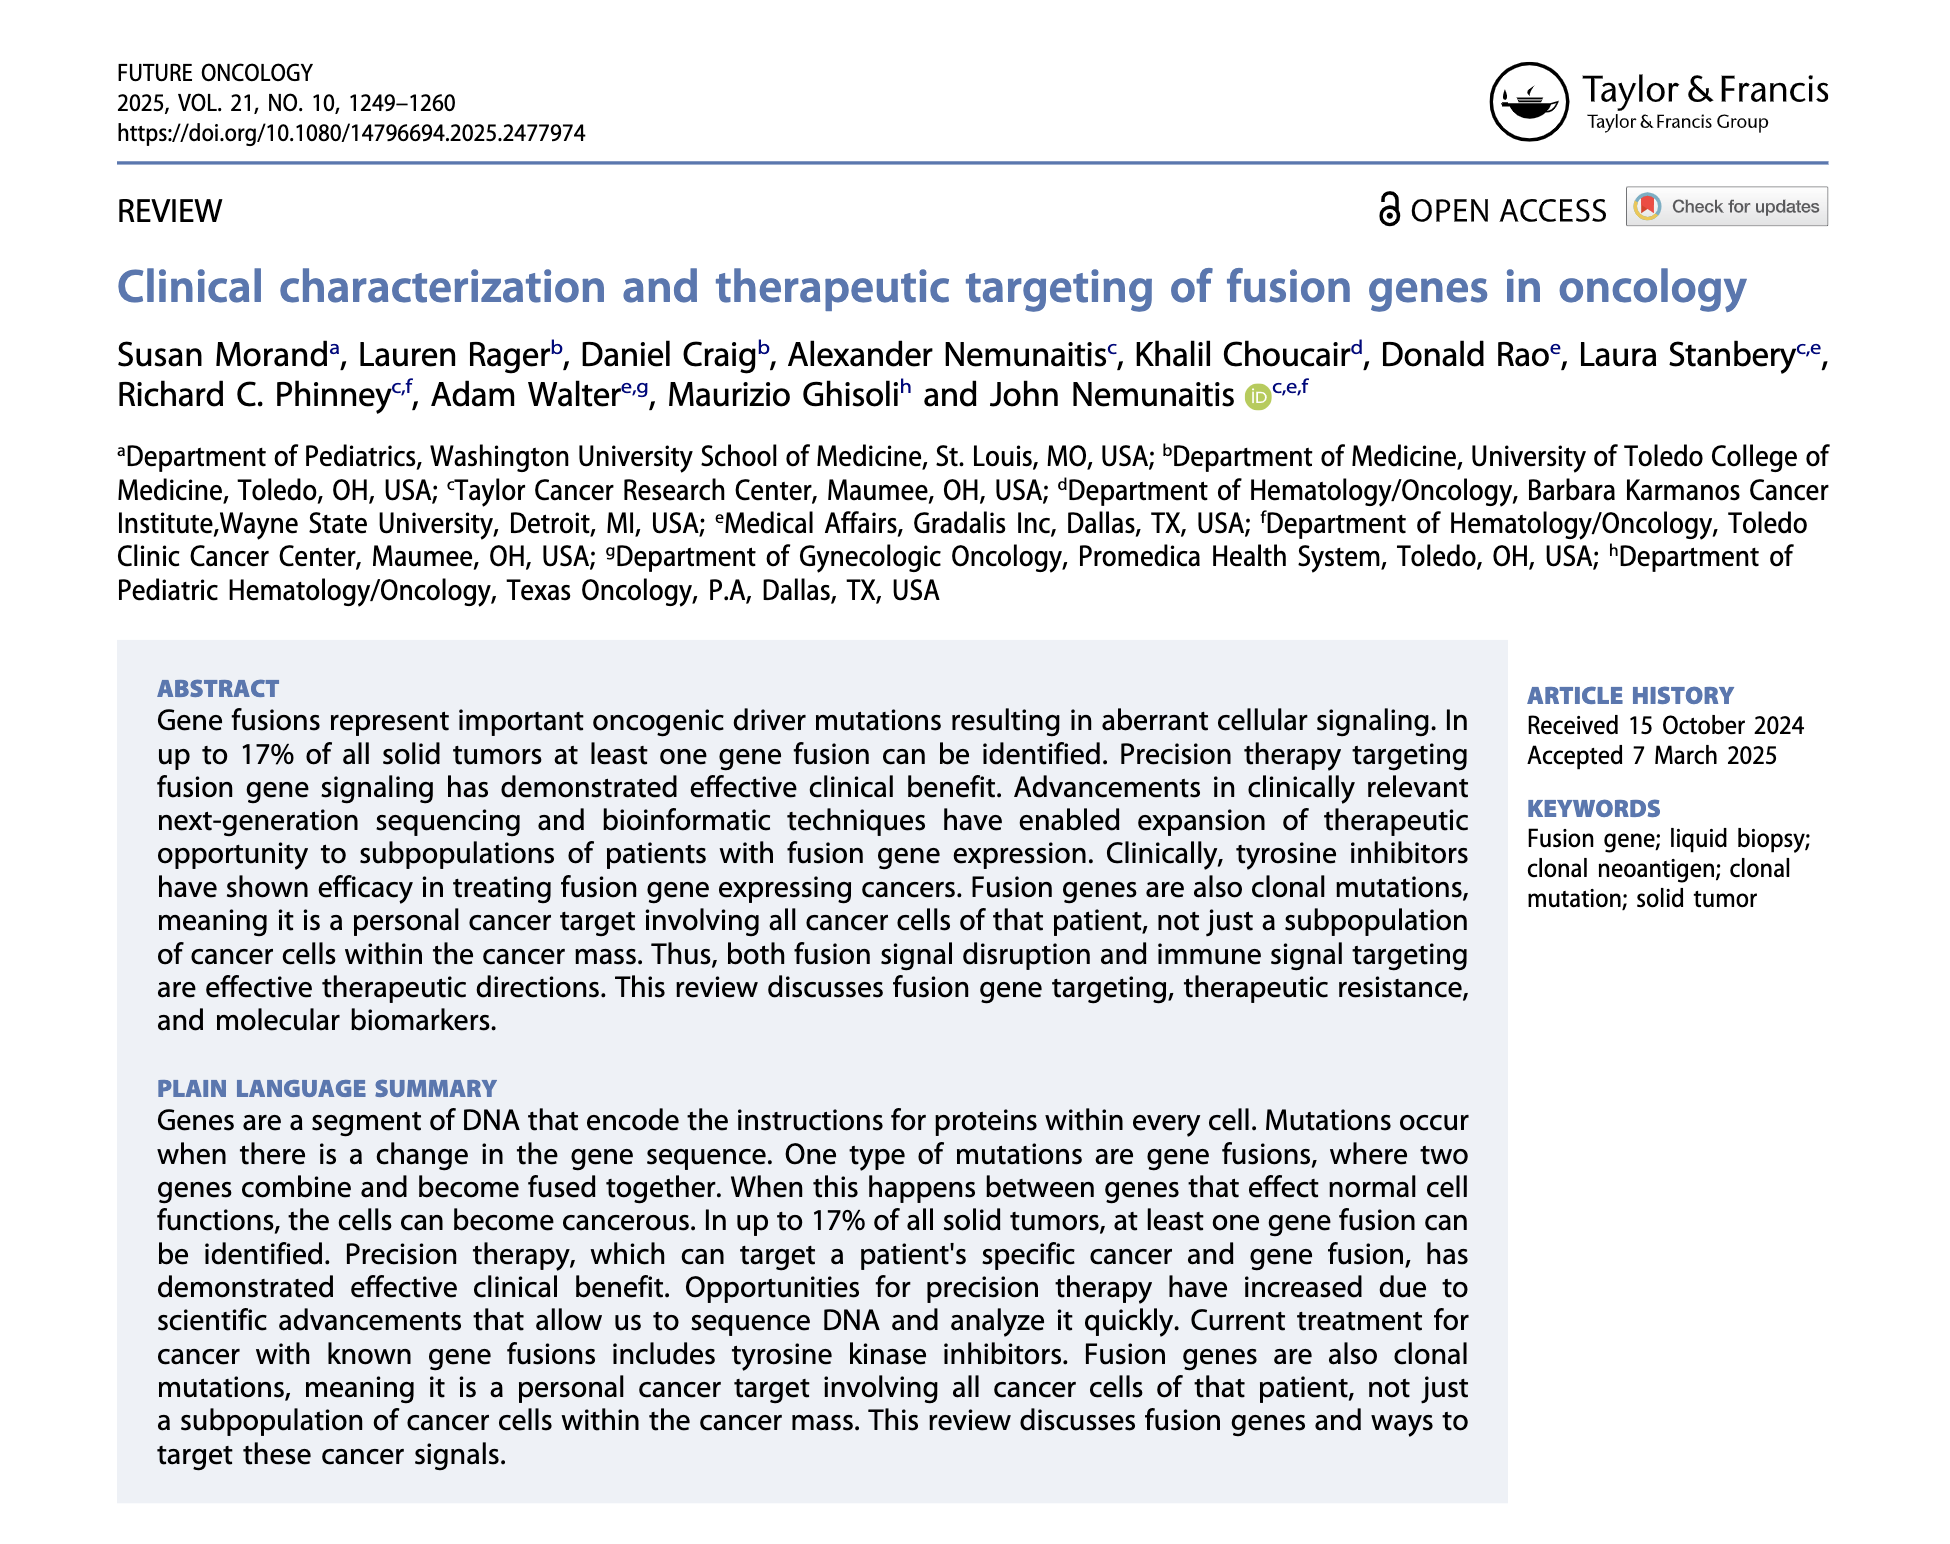 FUTURE ONCOLOGY
2025, VOL. 21, NO. 10, 1249–1260
https://doi.org/10.1080/14796694.2025.2477974
Taylor & Francis
Taylor & Francis Group
REVIEW
OPEN ACCESS
Check for updates
Clinical characterization and therapeutic targeting of fusion genes in oncology
Susan Moranda, Lauren Ragerb, Daniel Craigb, Alexander Nemunaitisc, Khalil Choucaird, Donald Raoe, Laura Stanberyc,e,
Richard C. Phinneyc,f, Adam Waltere,g, Maurizio Ghisolih and John Nemunaitis iD c,e,f
aDepartment of Pediatrics, Washington University School of Medicine, St. Louis, MO, USA; bDepartment of Medicine, University of Toledo College of
Medicine, Toledo, OH, USA; cTaylor Cancer Research Center, Maumee, OH, USA; dDepartment of Hematology/Oncology, Barbara Karmanos Cancer
Institute,Wayne State University, Detroit, MI, USA; eMedical Affairs, Gradalis Inc, Dallas, TX, USA; fDepartment of Hematology/Oncology, Toledo
Clinic Cancer Center, Maumee, OH, USA; gDepartment of Gynecologic Oncology, Promedica Health System, Toledo, OH, USA; hDepartment of
Pediatric Hematology/Oncology, Texas Oncology, P.A, Dallas, TX, USA
ABSTRACT
Gene fusions represent important oncogenic driver mutations resulting in aberrant cellular signaling. In
up to 17% of all solid tumors at least one gene fusion can be identified. Precision therapy targeting
fusion gene signaling has demonstrated effective clinical benefit. Advancements in clinically relevant
next-generation sequencing and bioinformatic techniques have enabled expansion of therapeutic
opportunity to subpopulations of patients with fusion gene expression. Clinically, tyrosine inhibitors
have shown efficacy in treating fusion gene expressing cancers. Fusion genes are also clonal mutations,
meaning it is a personal cancer target involving all cancer cells of that patient, not just a subpopulation
of cancer cells within the cancer mass. Thus, both fusion signal disruption and immune signal targeting
are effective therapeutic directions. This review discusses fusion gene targeting, therapeutic resistance,
and molecular biomarkers.
PLAIN LANGUAGE SUMMARY
Genes are a segment of DNA that encode the instructions for proteins within every cell. Mutations occur
when there is a change in the gene sequence. One type of mutations are gene fusions, where two
genes combine and become fused together. When this happens between genes that effect normal cell
functions, the cells can become cancerous. In up to 17% of all solid tumors, at least one gene fusion can
be identified. Precision therapy, which can target a patient's specific cancer and gene fusion, has
demonstrated effective clinical benefit. Opportunities for precision therapy have increased due to
scientific advancements that allow us to sequence DNA and analyze it quickly. Current treatment for
cancer with known gene fusions includes tyrosine kinase inhibitors. Fusion genes are also clonal
mutations, meaning it is a personal cancer target involving all cancer cells of that patient, not just
a subpopulation of cancer cells within the cancer mass. This review discusses fusion genes and ways to
target these cancer signals.
ARTICLE HISTORY
Received 15 October 2024
Accepted 7 March 2025
KEYWORDS
Fusion gene; liquid biopsy;
clonal neoantigen; clonal
mutation; solid tumor